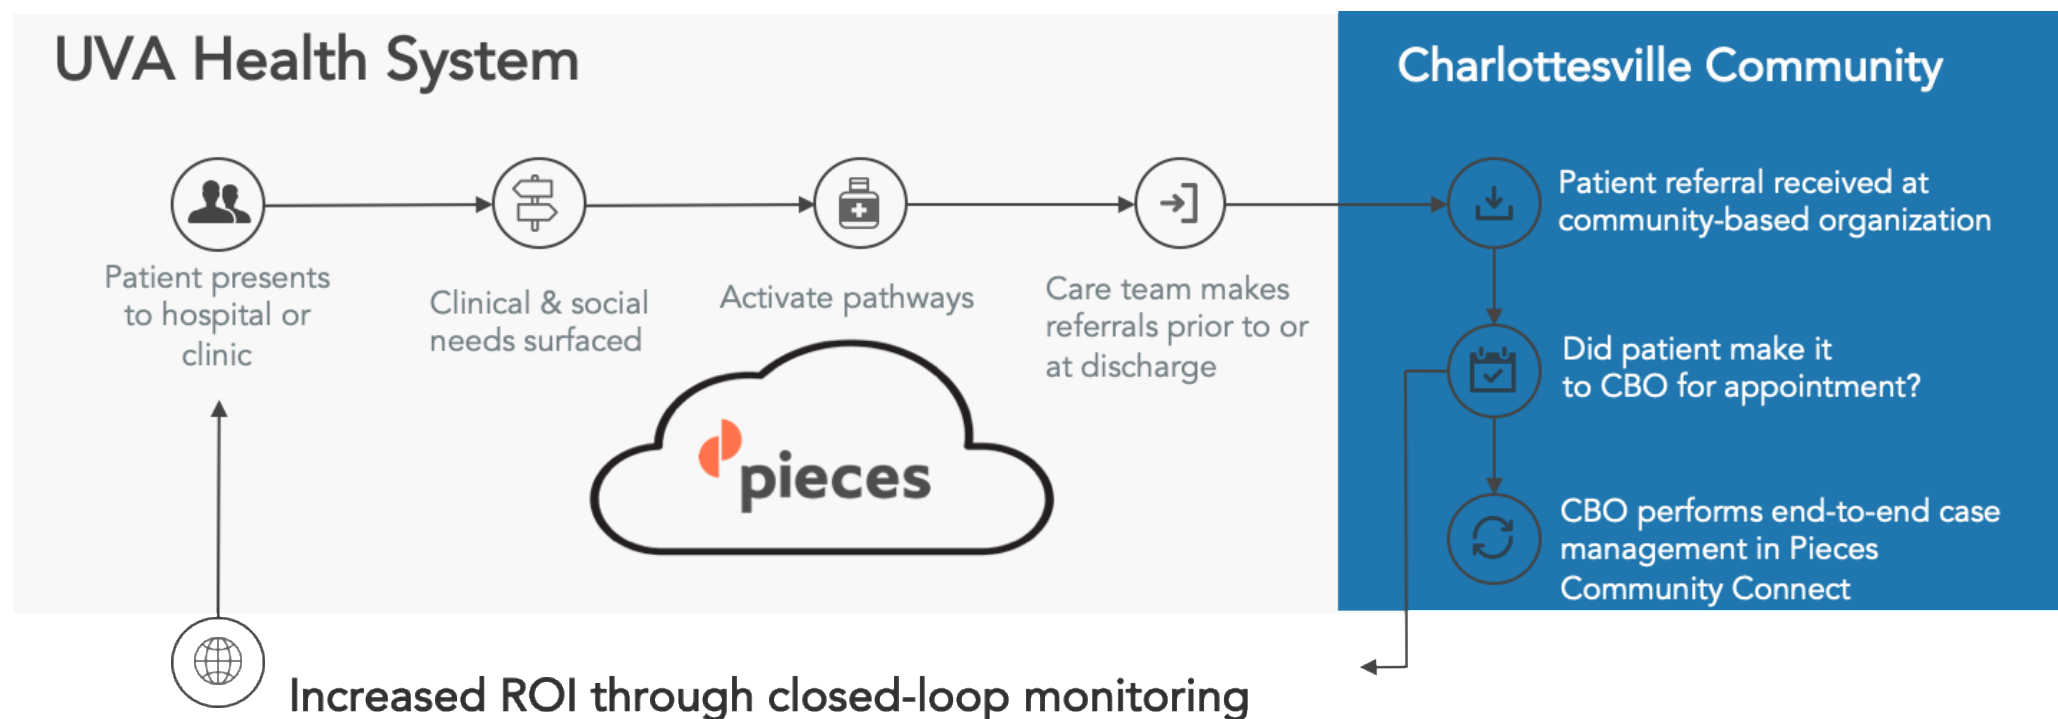 UVA Health System
Charlottesville Community
Patient presents
to hospital or
clinic
Clinical & social
needs surfaced
Activate pathways
Care team makes
referrals prior to or
at discharge
pieces
Patient referral received at
community-based organization
Did patient make it
to CBO for appointment?
CBO performs end-to-end case
management in Pieces
Community Connect
Increased ROI through closed-loop monitoring